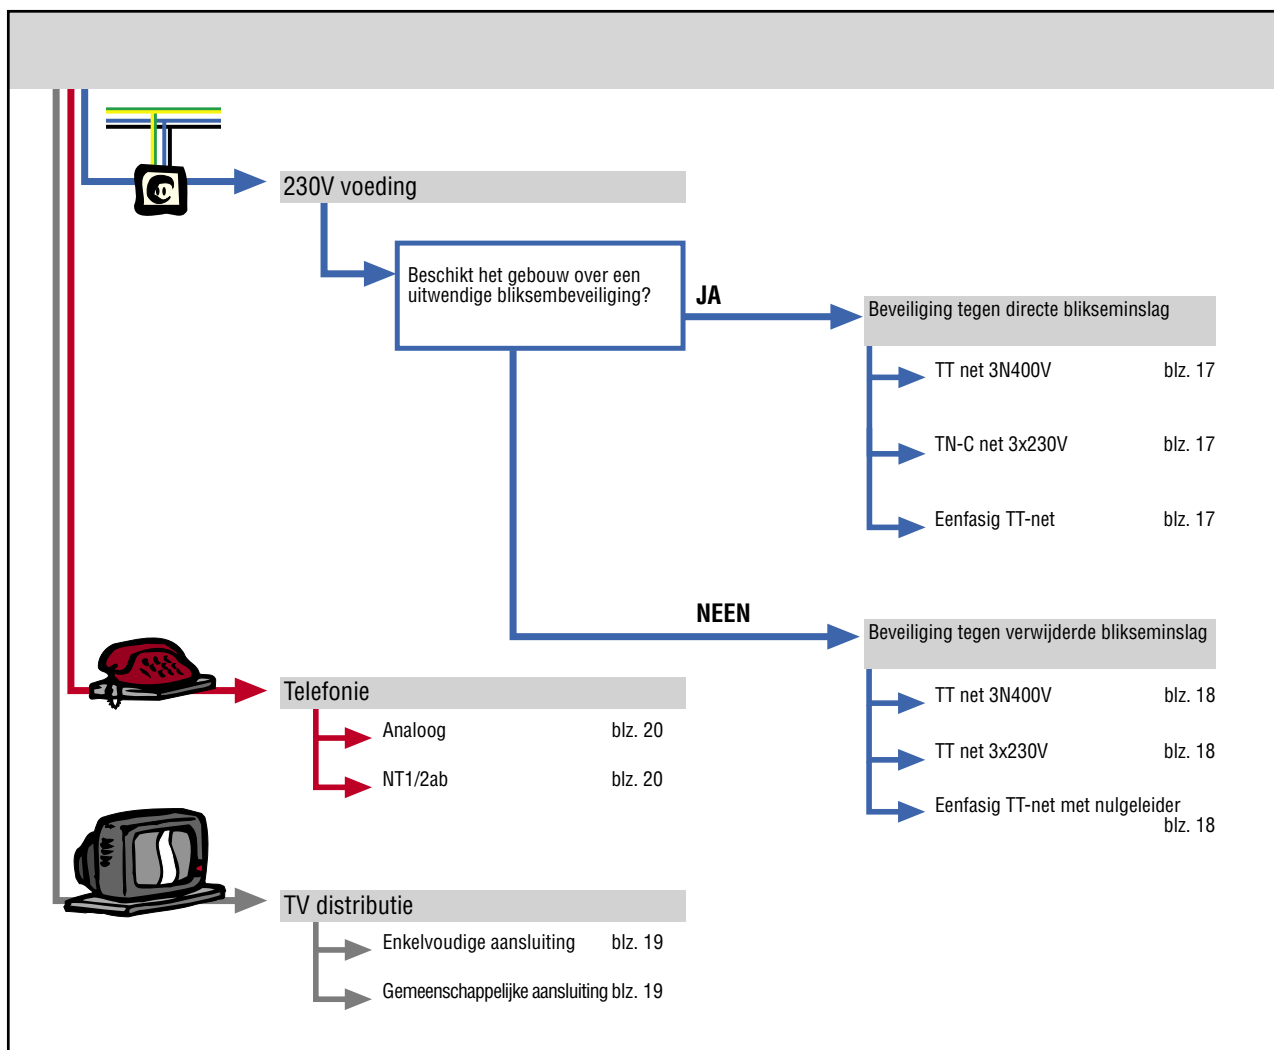 230V voeding
Beschikt het gebouw over een
uitwendige bliksembeveiliging?
JA
Beveiliging tegen directe blikseminslag
TT net 3N400V blz. 17
TN-C net 3x230V blz. 17
Eenfasig TT-net blz. 17
NEEN
Beveiliging tegen verwijderde blikseminslag
TT net 3N400V blz. 18
TT net 3x230V blz. 18
Eenfasig TT-net met nulgeleider
blz. 18
Telefonie
Analoog blz. 20
NT1/2ab blz. 20
TV distributie
Enkelvoudige aansluiting blz. 19
Gemeenschappelijke aansluiting blz. 19